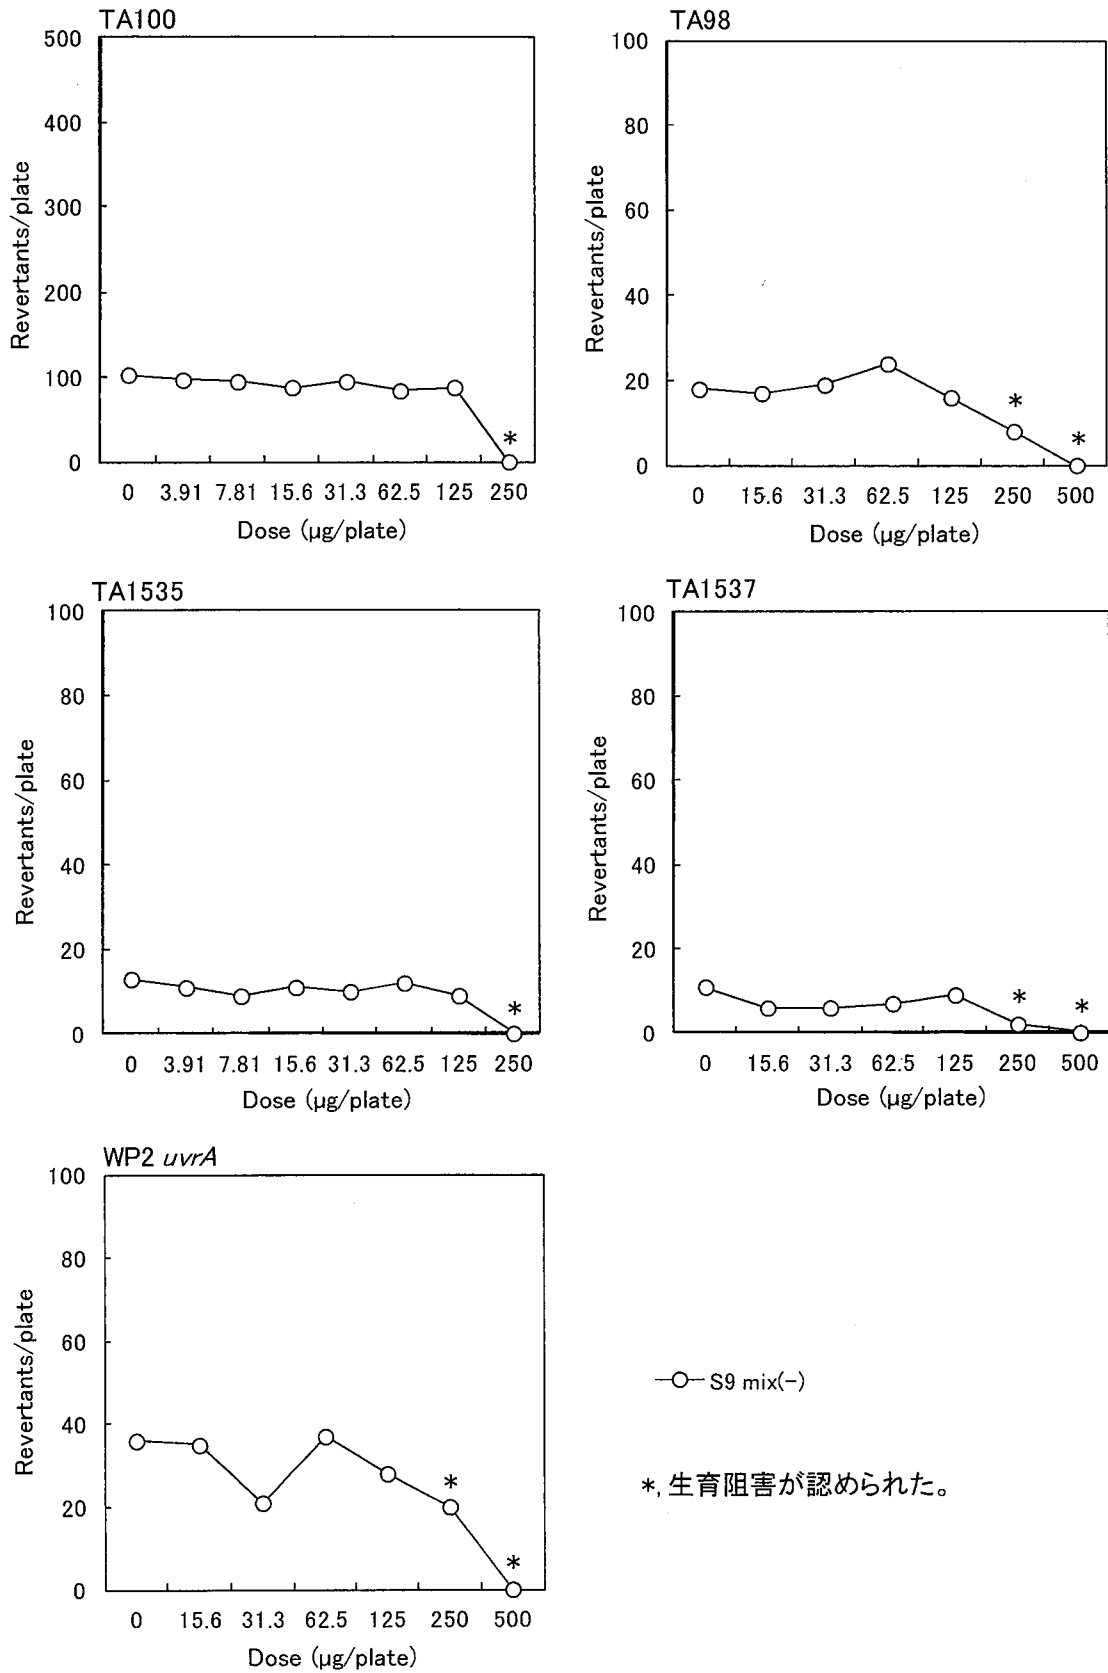 TA100
500
400
300
200
100
0
Revertants/plate
*
0 3.91 7.81 15.6 31.3 62.5 125 250
Dose (μg/plate)
TA98
100
80
60
40
20
0
Revertants/plate
*
*
0 15.6 31.3 62.5 125 250 500
Dose (μg/plate)
TA1535
100
80
60
40
20
0
Revertants/plate
*
0 3.91 7.81 15.6 31.3 62.5 125 250
Dose (μg/plate)
TA1537
100
80
60
40
20
0
Revertants/plate
*
*
0 15.6 31.3 62.5 125 250 500
Dose (μg/plate)
WP2 uvrA
100
80
60
40
20
0
Revertants/plate
*
*
0 15.6 31.3 62.5 125 250 500
Dose (μg/plate)
S9 mix(-)
*, 生育阻害が認められた。